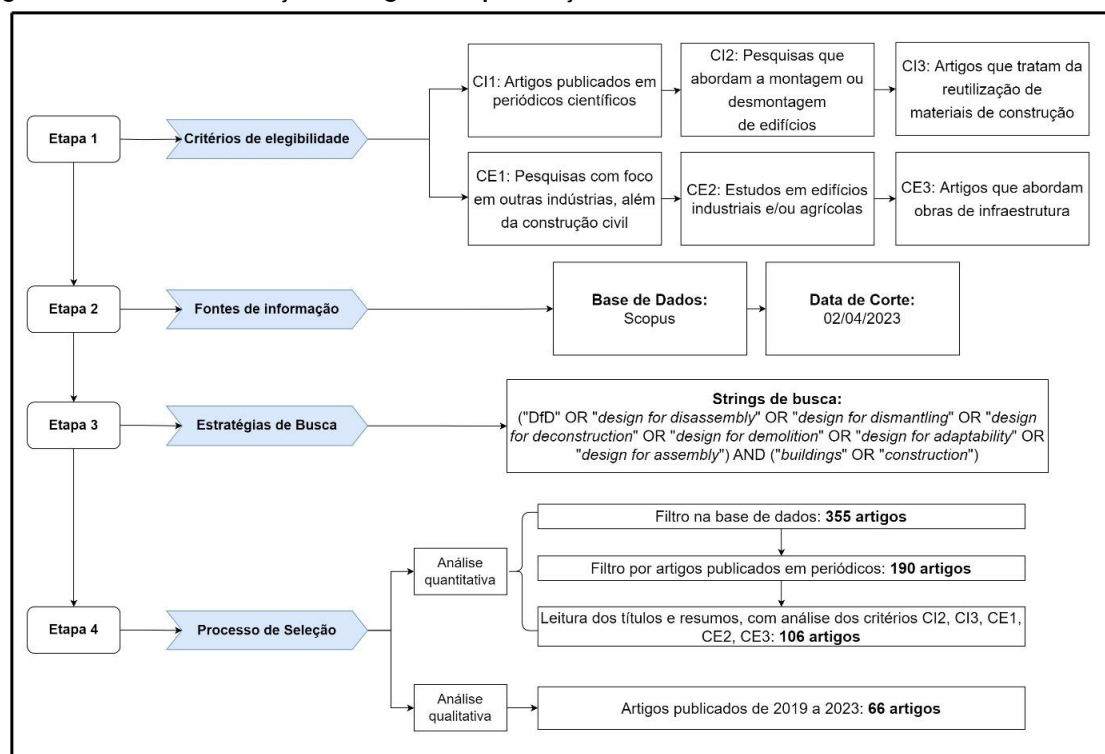 Etapa 1
Critérios de elegibilidade
CI1: Artigos publicados em
periódicos científicos
CI2: Pesquisas que
abordam a montagem ou
desmontagem
de edifícios
CI3: Artigos que tratam da
reutilização de
materiais de construção
CE1: Pesquisas com foco
em outras indústrias, além
da construção civil
CE2: Estudos em edifícios
industriais e/ou agrícolas
CE3: Artigos que abordam
obras de infraestrutura
Etapa 2
Fontes de informação
Base de Dados:
Scopus
Data de Corte:
02/04/2023
Etapa 3
Estratégias de Busca
Strings de busca:
("DfD" OR "design for disassembly" OR "design for dismantling" OR "design
for deconstruction" OR "design for demolition" OR "design for adaptability" OR
"design for assembly") AND ("buildings" OR "construction")
Etapa 4
Processo de Seleção
Análise
quantitativa
Filtro na base de dados: 355 artigos
Filtro por artigos publicados em periódicos: 190 artigos
Leitura dos títulos e resumos, com análise dos critérios CI2, CI3, CE1,
CE2, CE3: 106 artigos
Análise
qualitativa
Artigos publicados de 2019 a 2023: 66 artigos